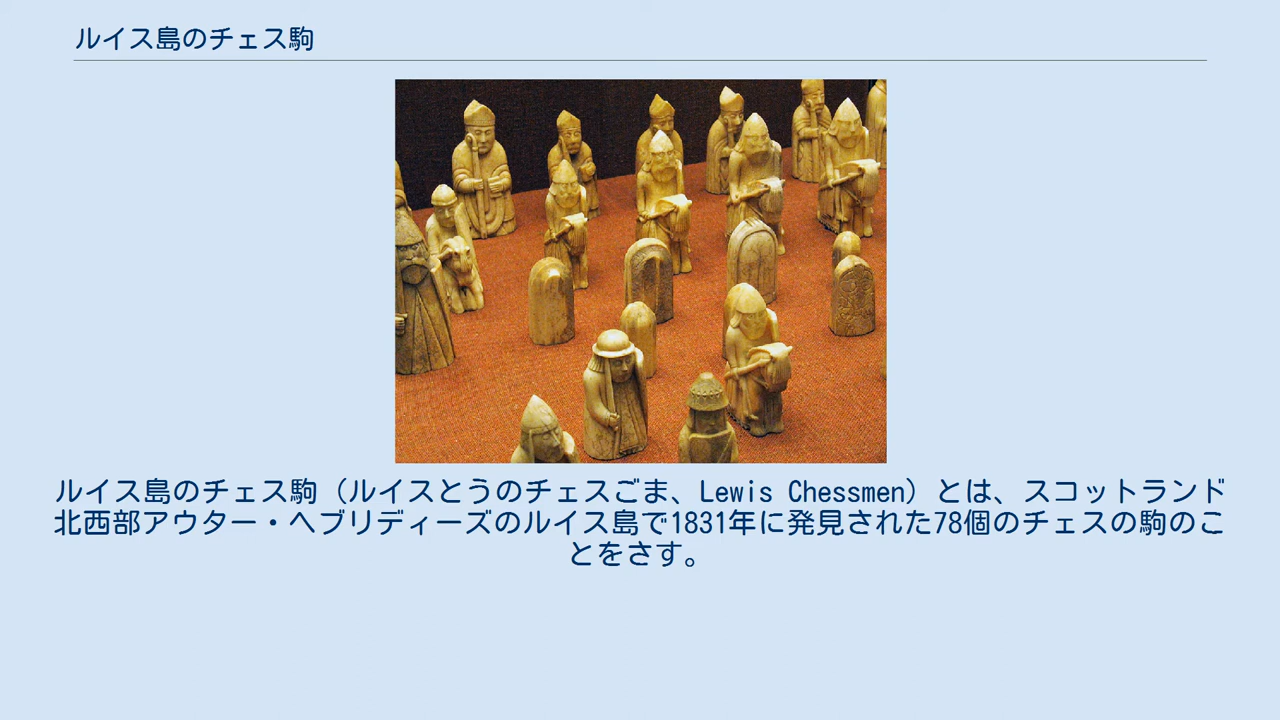 ルイス島のチェス駒
ルイス島のチェス駒（ルイスとうのチェスごま、Lewis Chessmen）とは、スコットランド
北西部アウター・ヘブリディーズのルイス島で1831年に発見された78個のチェスの駒のこ
とをさす。